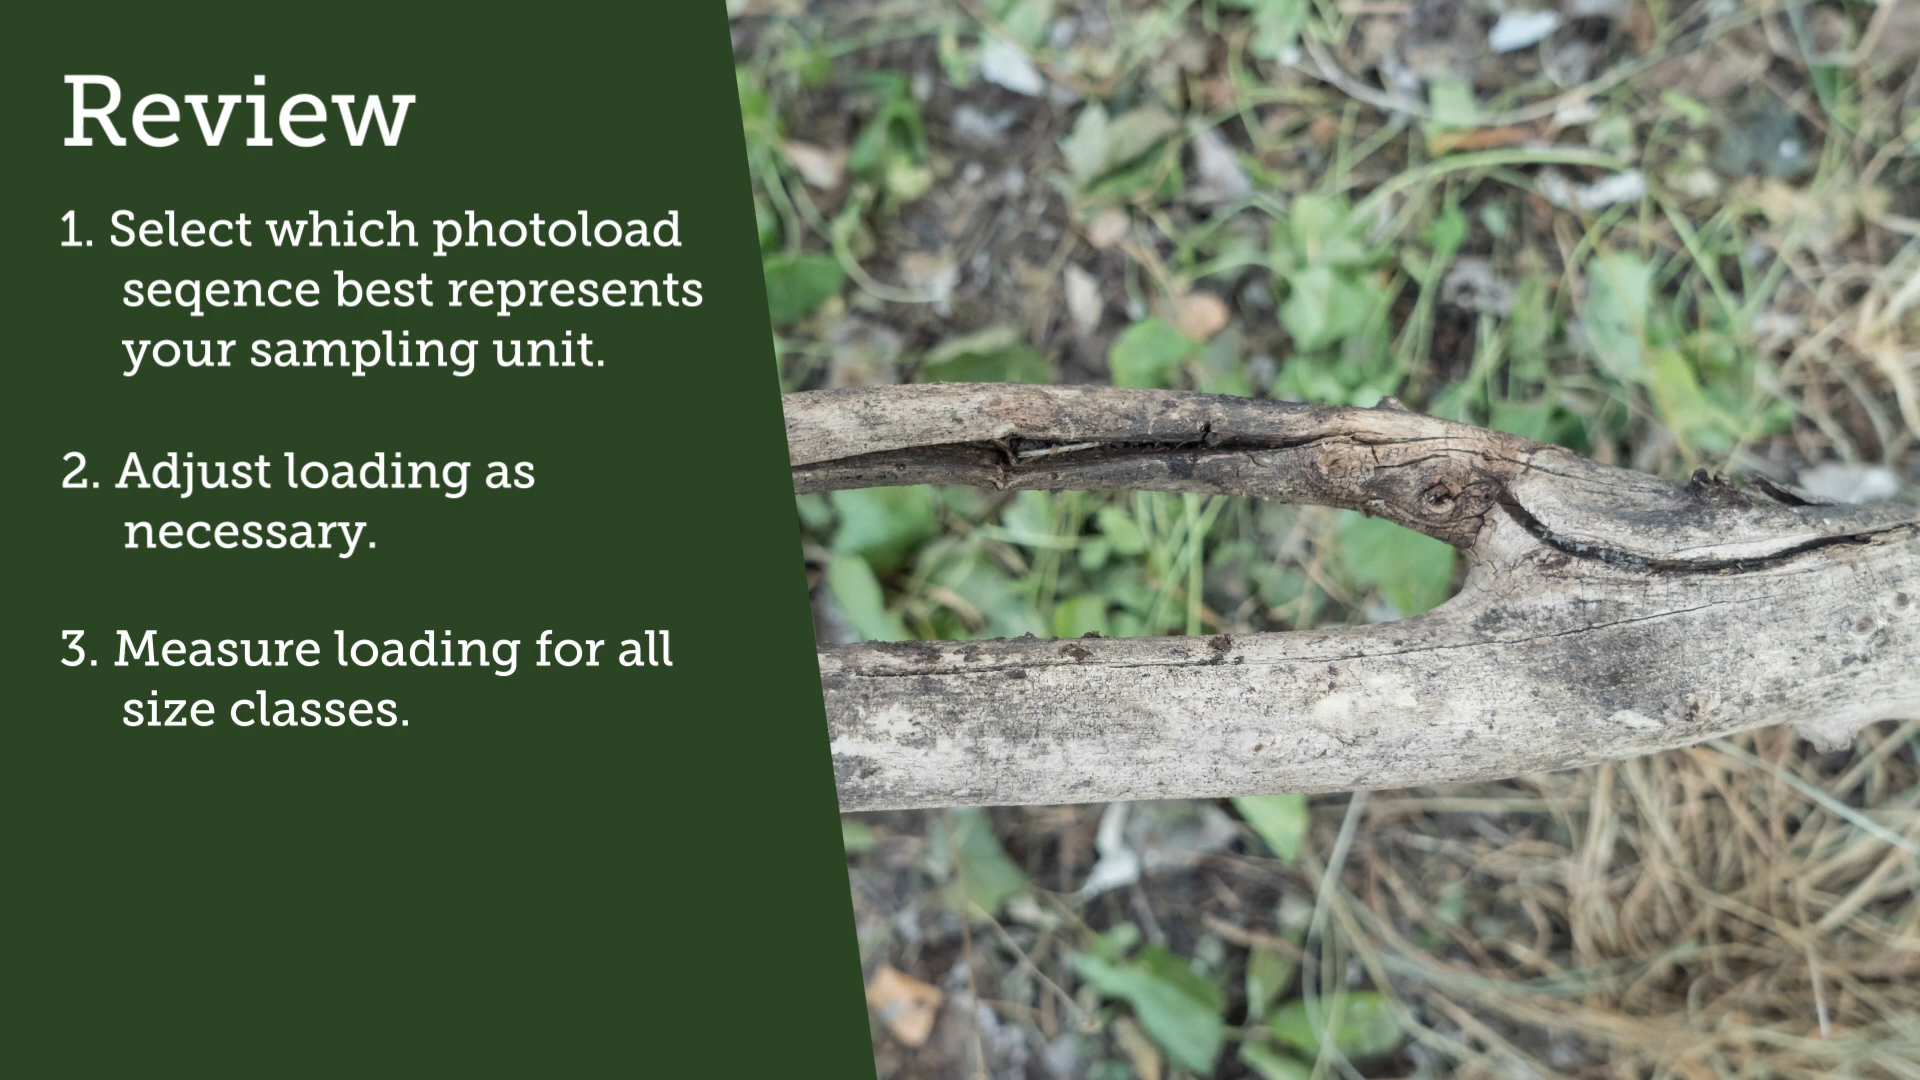 Review
1. Select which photoload
seqence best represents
your sampling unit.
2. Adjust loading as
necessary.
3. Measure loading for all
size classes.